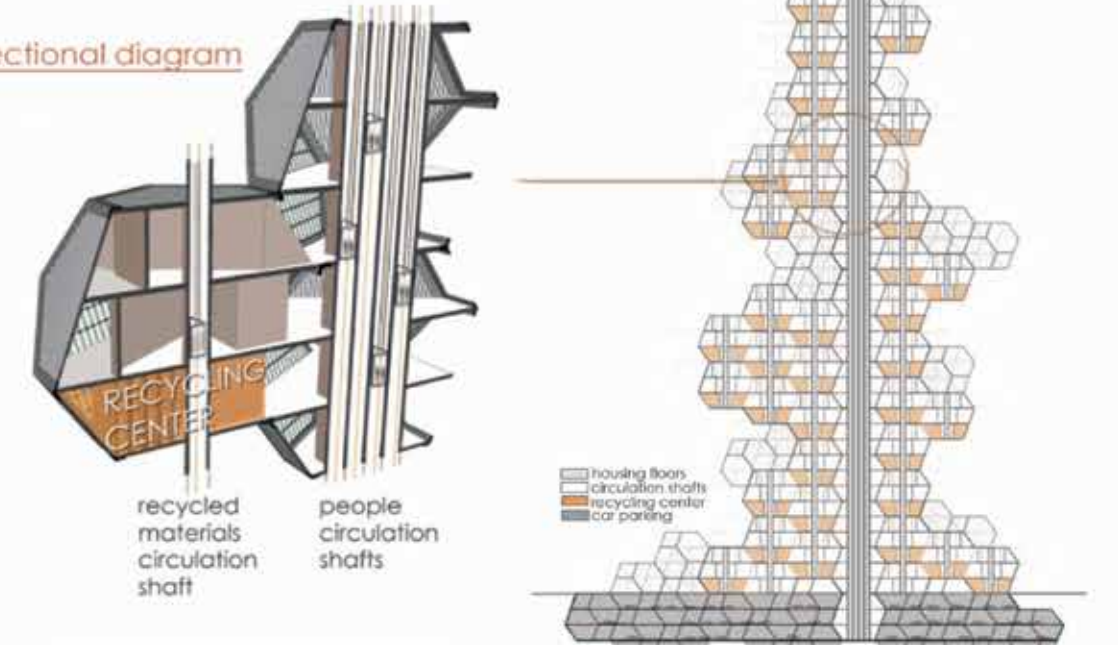 ectional diagram
RECYCLING
CENTER
recycled
materials
circulation
shaft
people
circulation
shafts
housing floors
circulation shafts
recycling center
car parking